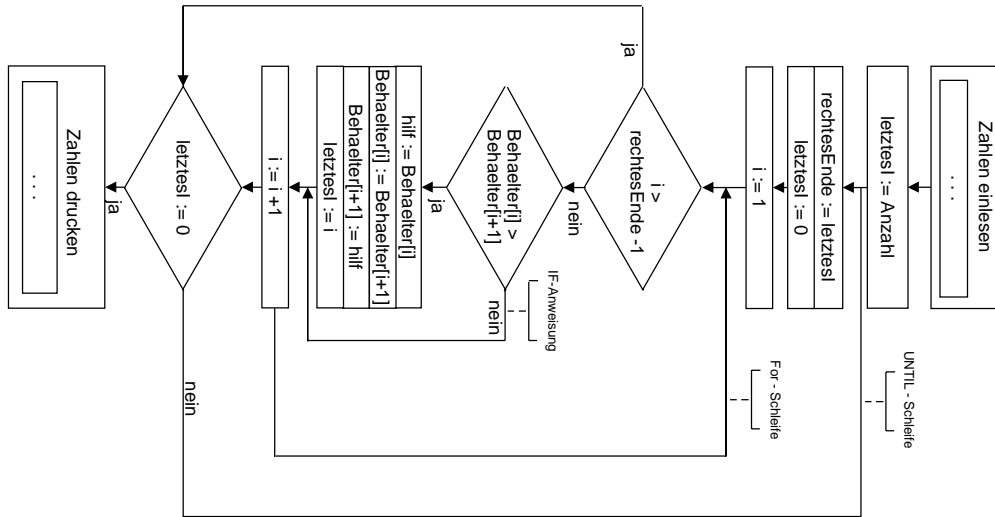 Zahlen einlesen
. . .
letztesI := Anzahl
rechtesEnde := letztesI
letztesI := 0
i := 1
i >
rechtesEnde -1
ja
nein
Behaelter[i] >
Behaelter[i+1]
ja
nein
hilf := Behaelter[i]
Behaelter[i] := Behaelter[i+1]
Behaelter[i+1] := hilf
letztesI := i
i := i +1
letztesI := 0
ja
nein
Zahlen drucken
. . .
IF-Anweisung
For - Schleife
UNTIL - Schleife